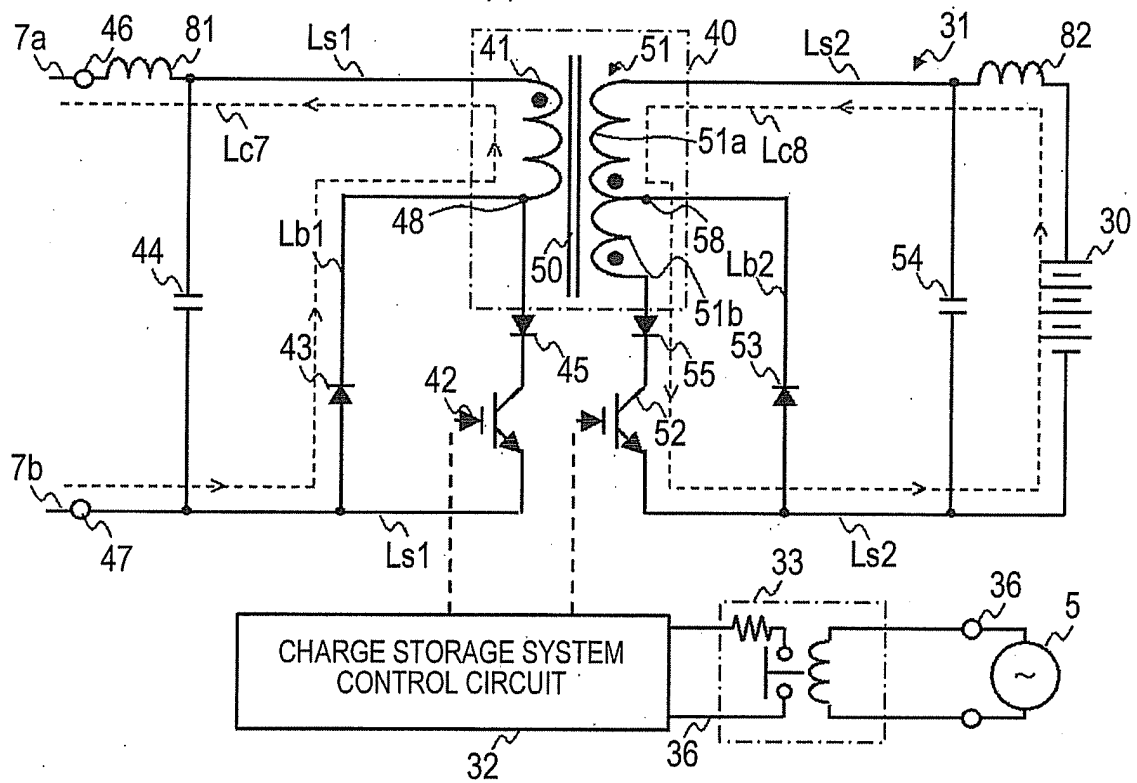 7a 46 81 Ls1 41 51 40 Ls2 31 82
Lc7 51a Lc8
48 50 58 30
Lb1 Lb2
44 51b 54
43 45 55 53
42 52
7b
47 Ls1 Ls2
33 36 5
CHARGE STORAGE SYSTEM
CONTROL CIRCUIT
~
32 36